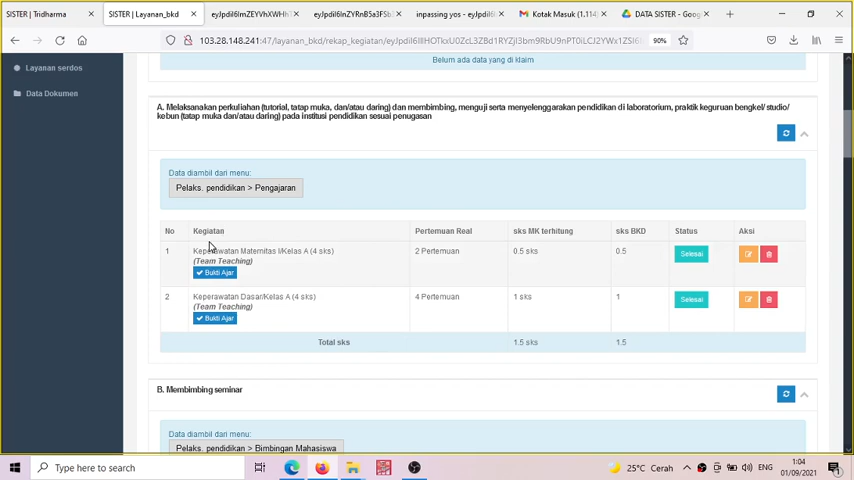 SISTER | Tridharma
SISTER | Layanan_bkd
inpassing yos - eyJpdil6I
Kotak Masuk (1.114)
DATA SISTER - Goog
103.28.148.241:47/layanan_bkd/rekap_kegiatan/
90%
Layanan serdos
Data Dokumen
Belum ada data yang di klaim
A. Melaksanakan perkuliahan (tutorial, tatap muka, dan/atau daring) dan membimbing, menguji serta menyelenggarakan pendidikan di laboratorium, praktik keguruan bengkel/ studio/
kebun (tatap muka dan/atau daring) pada institusi pendidikan sesuai penugasan
Data diambil dari menu:
Pelaks. pendidikan > Pengajaran
No Kegiatan Pertemuan Real sks MK terhitung sks BKD Status Aksi
1 Keperawatan Maternitas I/Kelas A (4 sks) 2 Pertemuan 0.5 sks 0.5 Selesai
(Team Teaching)
Bukti Ajar
2 Keperawatan Dasar/Kelas A (4 sks) 4 Pertemuan 1 sks 1 Selesai
(Team Teaching)
Bukti Ajar
Total sks 1.5 sks 1.5
B. Membimbing seminar
Data diambil dari menu:
Pelaks. pendidikan > Bimbingan Mahasiswa
Type here to search
25°C Cerah
ENG
1:04
01/09/2021